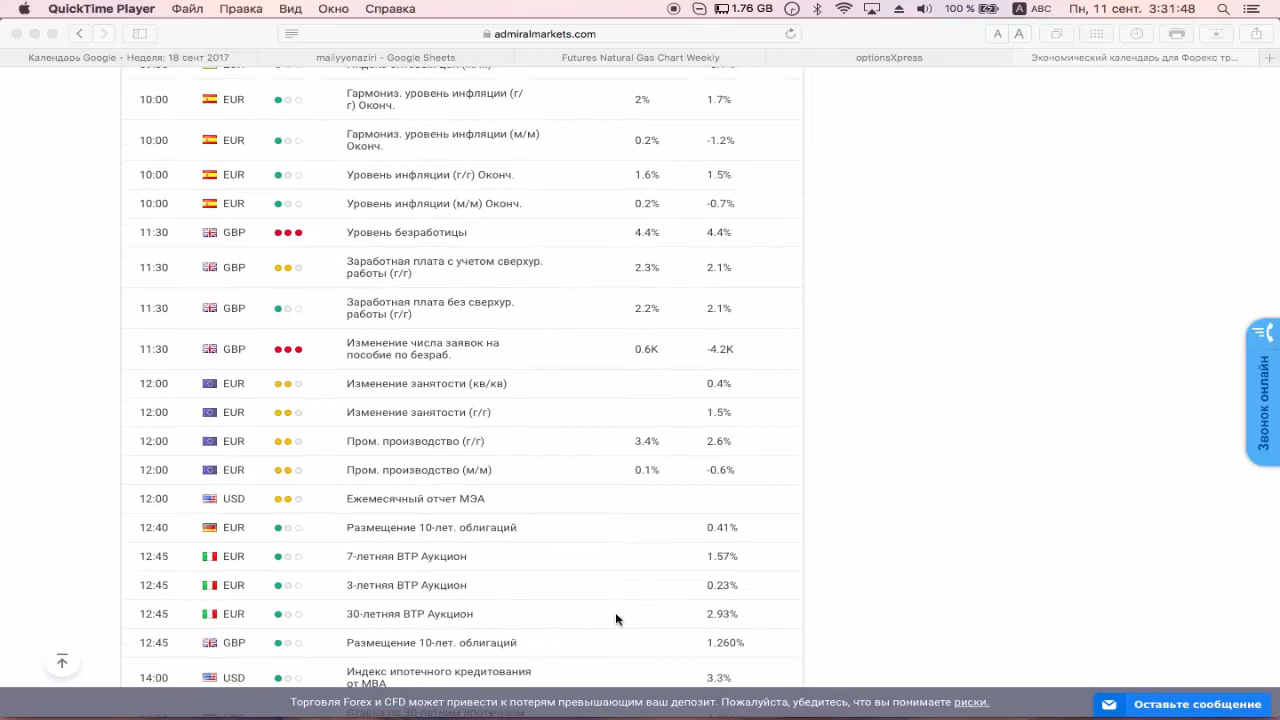 QuickTime Player Файл Правка Вид Окно Справка 1.76 GB 100 % A ABC Пн, 11 сент. 3:31:48
admiralmarkets.com A A
Календарь Google - Неделя: 18 сент 2017 maliyyenaziri - Google Sheets Futures Natural Gas Chart Weekly optionsXpress Экономический календарь для Форекс тр...
10:00 EUR Гармониз. уровень инфляции (г/
г) Оконч. 2% 1.7%
10:00 EUR Гармониз. уровень инфляции (м/м)
Оконч. 0.2% -1.2%
10:00 EUR Уровень инфляции (г/г) Оконч. 1.6% 1.5%
10:00 EUR Уровень инфляции (м/м) Оконч. 0.2% -0.7%
11:30 GBP Уровень безработицы 4.4% 4.4%
11:30 GBP Заработная плата с учетом сверхур.
работы (г/г) 2.3% 2.1%
11:30 GBP Заработная плата без сверхур.
работы (г/г) 2.2% 2.1%
11:30 GBP Изменение числа заявок на
пособие по безраб. 0.6K -4.2K
12:00 EUR Изменение занятости (кв/кв) 0.4%
12:00 EUR Изменение занятости (г/г) 1.5%
12:00 EUR Пром. производство (г/г) 3.4% 2.6%
12:00 EUR Пром. производство (м/м) 0.1% -0.6%
12:00 USD Ежемесячный отчет МЭА
12:40 EUR Размещение 10-лет. облигаций 0.41%
12:45 EUR 7-летняя BTP Аукцион 1.57%
12:45 EUR 3-летняя BTP Аукцион 0.23%
12:45 EUR 30-летняя BTP Аукцион 2.93%
12:45 GBP Размещение 10-лет. облигаций 1.260%
14:00 USD Индекс ипотечного кредитования
от MBA 3.3%
Звонок онлайн
Торговля Forex и CFD может привести к потерям превышающим ваш депозит. Пожалуйста, убедитесь, что вы понимаете риски.
Оставьте сообщение